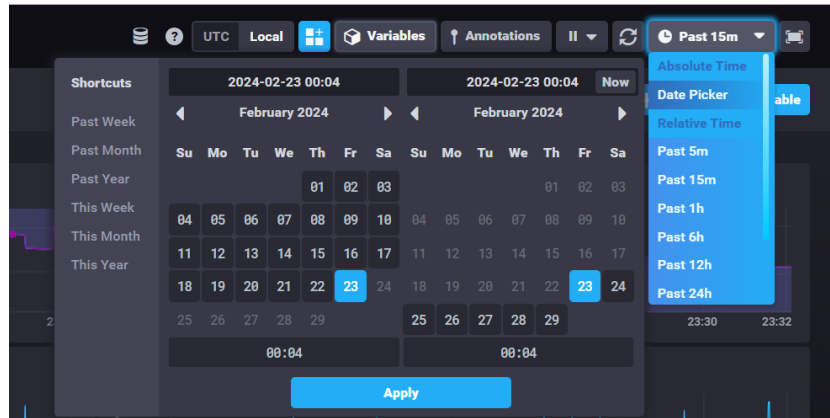 ? UTC Local Variables Annotations Past 15m
Shortcuts
Past Week
Past Month
Past Year
This Week
This Month
This Year
2024-02-23 00:04
February 2024
Su Mo Tu We Th Fr Sa
01 02 03
04 05 06 07 08 09 10
11 12 13 14 15 16 17
18 19 20 21 22 23 24
25 26 27 28 29
00:04
2024-02-23 00:04 Now
February 2024
Su Mo Tu We Th Fr Sa
01 02 03
04 05 06 07 08 09 10
11 12 13 14 15 16 17
18 19 20 21 22 23 24
25 26 27 28 29
00:04
Apply
Absolute Time
Date Picker
Relative Time
Past 5m
Past 15m
Past 1h
Past 6h
Past 12h
Past 24h
able
2
23:30 23:32